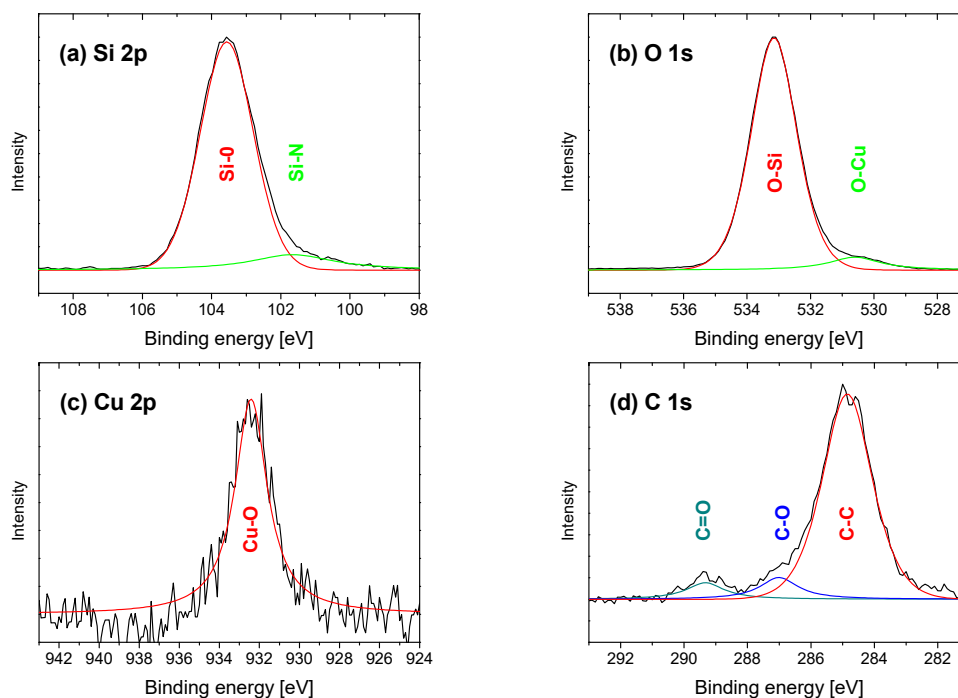 (a) Si 2p
Si-0
Si-N
Intensity
108 106 104 102 100 98
Binding energy [eV]
(b) O 1s
O-Si
O-Cu
Intensity
538 536 534 532 530 528
Binding energy [eV]
(c) Cu 2p
Cu-O
Intensity
942 940 938 936 934 932 930 928 926 924
Binding energy [eV]
(d) C 1s
C=O
C-O
C-C
Intensity
292 290 288 286 284 282
Binding energy [eV]